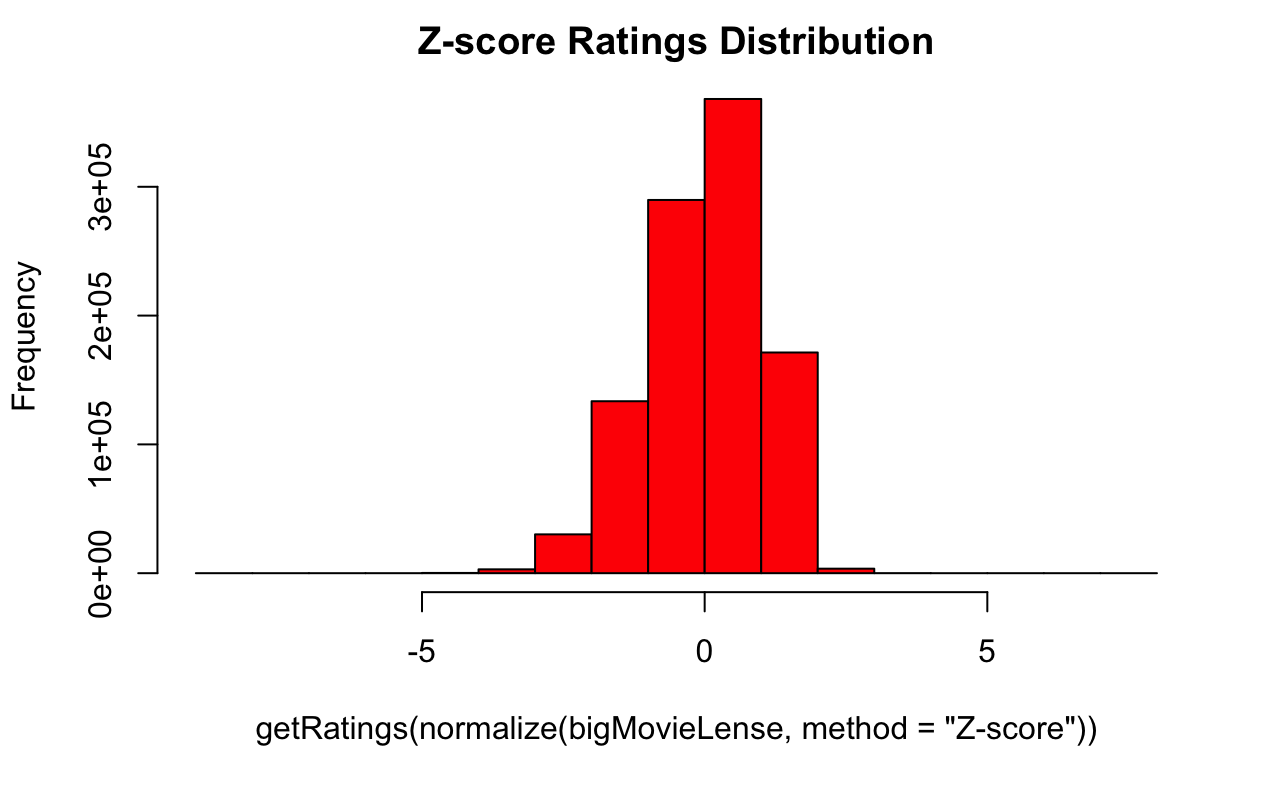 Z-score Ratings Distribution
Frequency
3e+05
2e+05
1e+05
0e+00
-5 0 5
getRatings(normalize(bigMovieLense, method = "Z-score"))